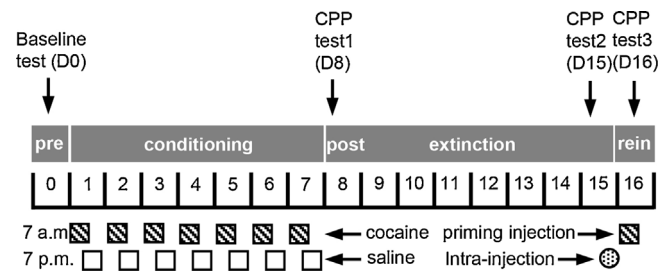 Baseline
test (D0)
CPP
test1
(D8)
CPP
test2
(D15)
CPP
test3
(D16)
pre conditioning post extinction rein
0 1 2 3 4 5 6 7 8 9 10 11 12 13 14 15 16
7 a.m cocaine priming injection
7 p.m. saline Intra-injection